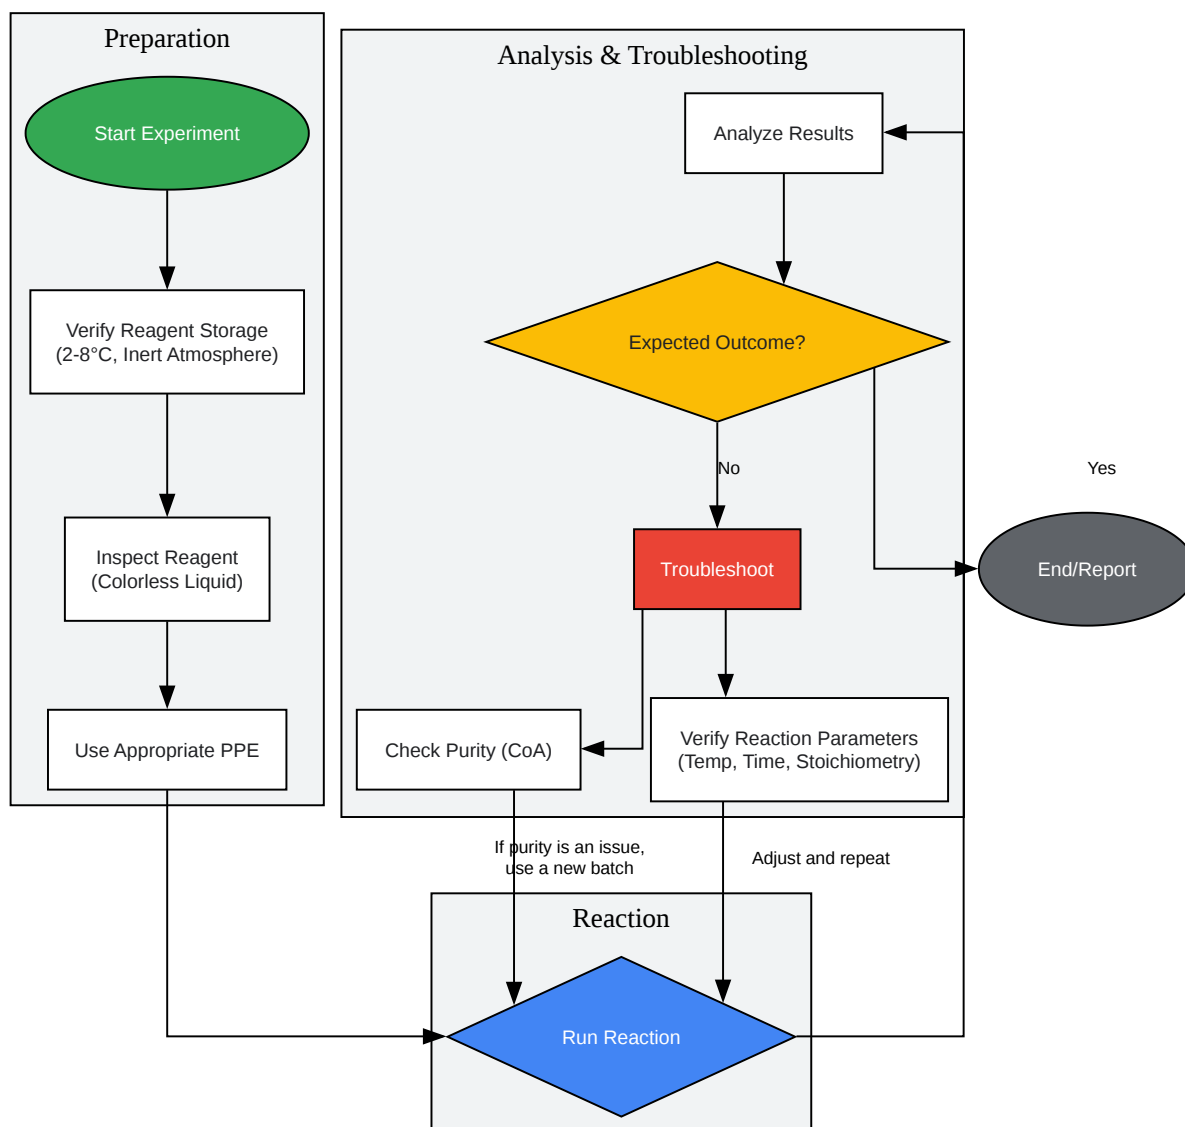 Preparation
Start Experiment
Verify Reagent Storage
(2-8°C, Inert Atmosphere)
Inspect Reagent
(Colorless Liquid)
Use Appropriate PPE
Analysis & Troubleshooting
Analyze Results
Expected Outcome?
No
Yes
Troubleshoot
End/Report
Check Purity (CoA)
Verify Reaction Parameters
(Temp, Time, Stoichiometry)
If purity is an issue,
use a new batch
Adjust and repeat
Reaction
Run Reaction